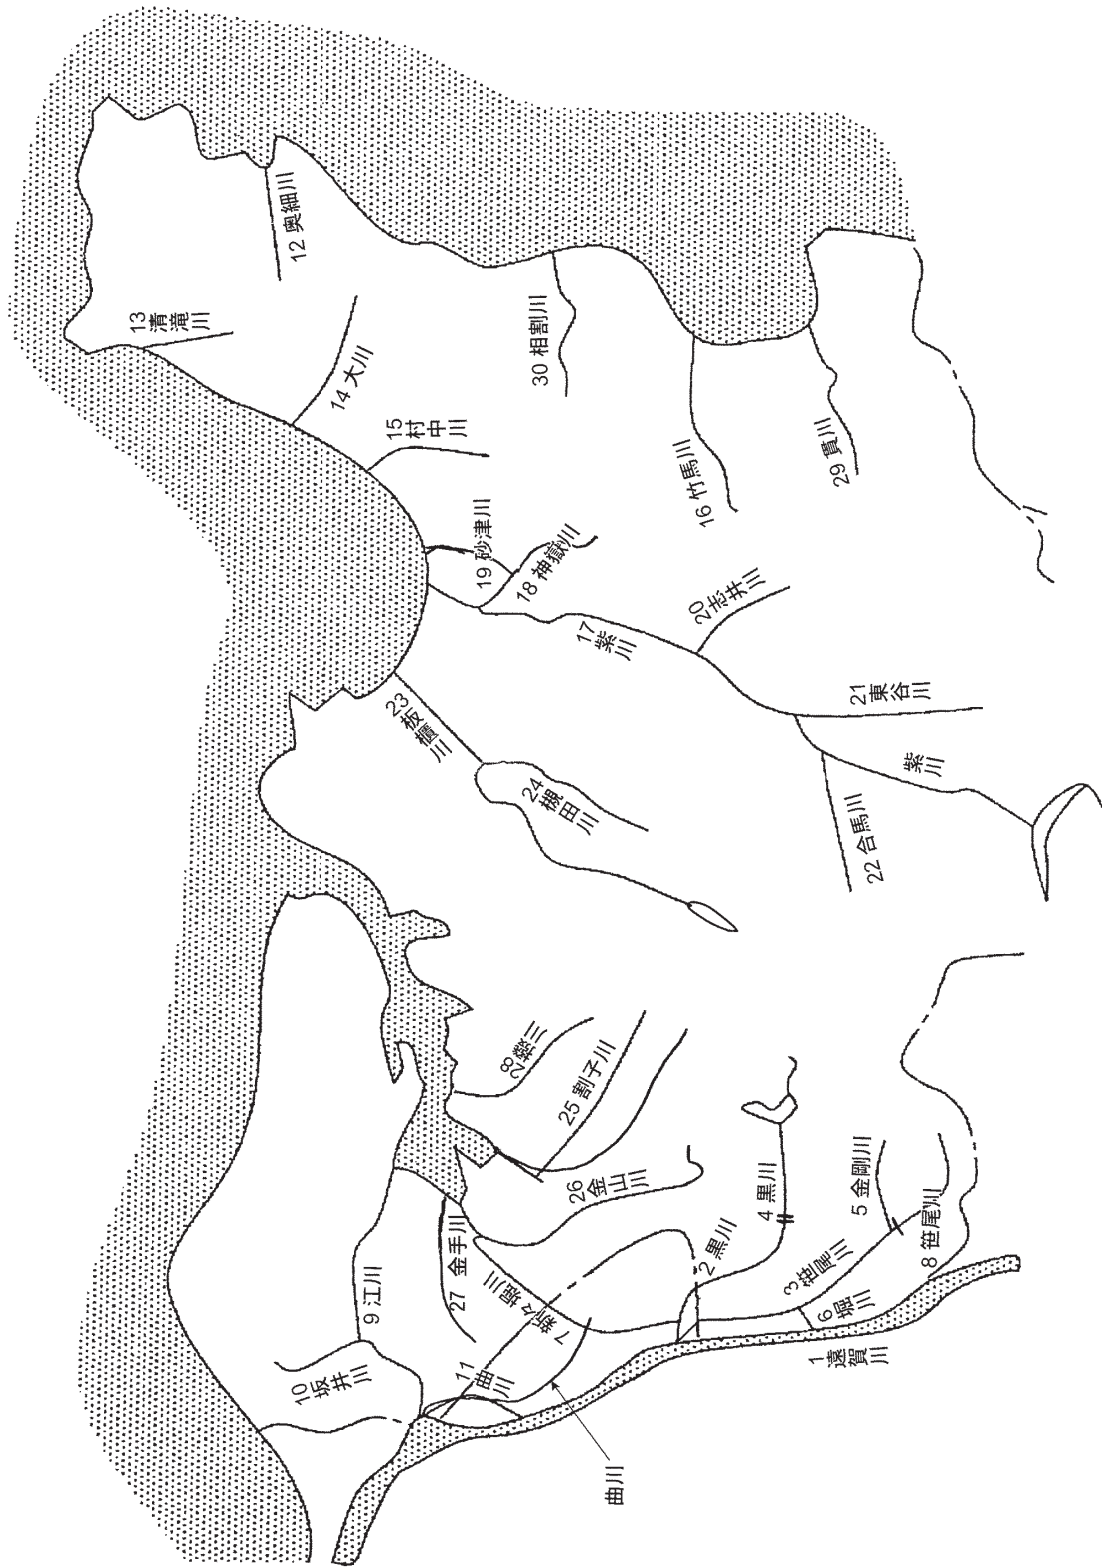 1 遠賀川
2 黒川
3 笹尾川
4 黒川
5 金剛川
6 堀川
7 新々堀川
8 笹尾川
9 江川
10 坂井川
11 曲川
曲川
12 奥細川
13 清滝川
14 大川
15 村中川
16 竹馬川
17 紫川
紫川
18 神嶽川
19 砂津川
20 志井川
21 東谷川
22 合馬川
23 板櫃川
24 槻田川
25 割子川
26 金山川
27 金手川
28 撥川
29 貫川
30 相割川